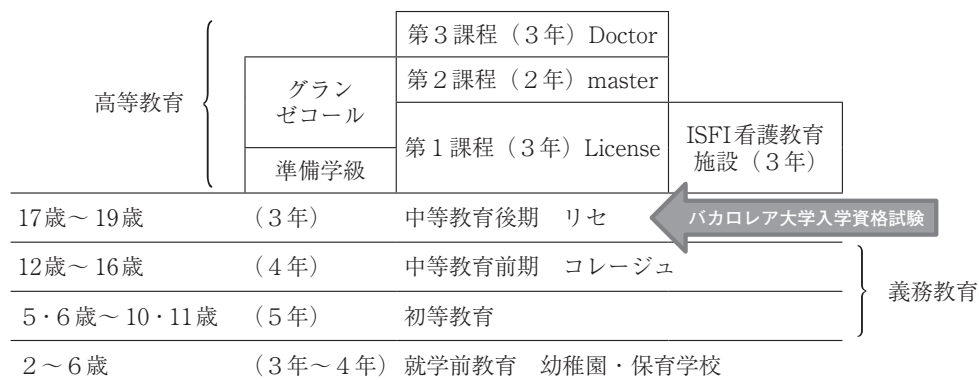 第3課程（3年）Doctor
高等教育
グラン
ゼコール
第2課程（2年）master
準備学級
第1課程（3年）License
ISFI看護教育
施設（3年）
17歳〜19歳 （3年） 中等教育後期 リセ
バカロレア大学入学資格試験
12歳〜16歳 （4年） 中等教育前期 コレージュ
義務教育
5・6歳〜10・11歳 （5年） 初等教育
2〜6歳 （3年〜4年）就学前教育 幼稚園・保育学校